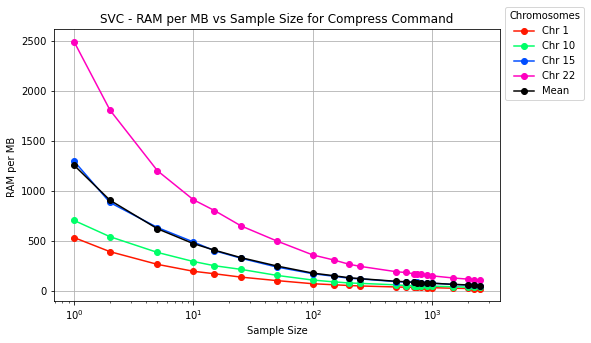 SVC - RAM per MB vs Sample Size for Compress Command
Chromosomes
Chr 1
Chr 10
Chr 15
Chr 22
Mean
RAM per MB
2500
2000
1500
1000
500
0
10⁰
10¹
10²
10³
Sample Size